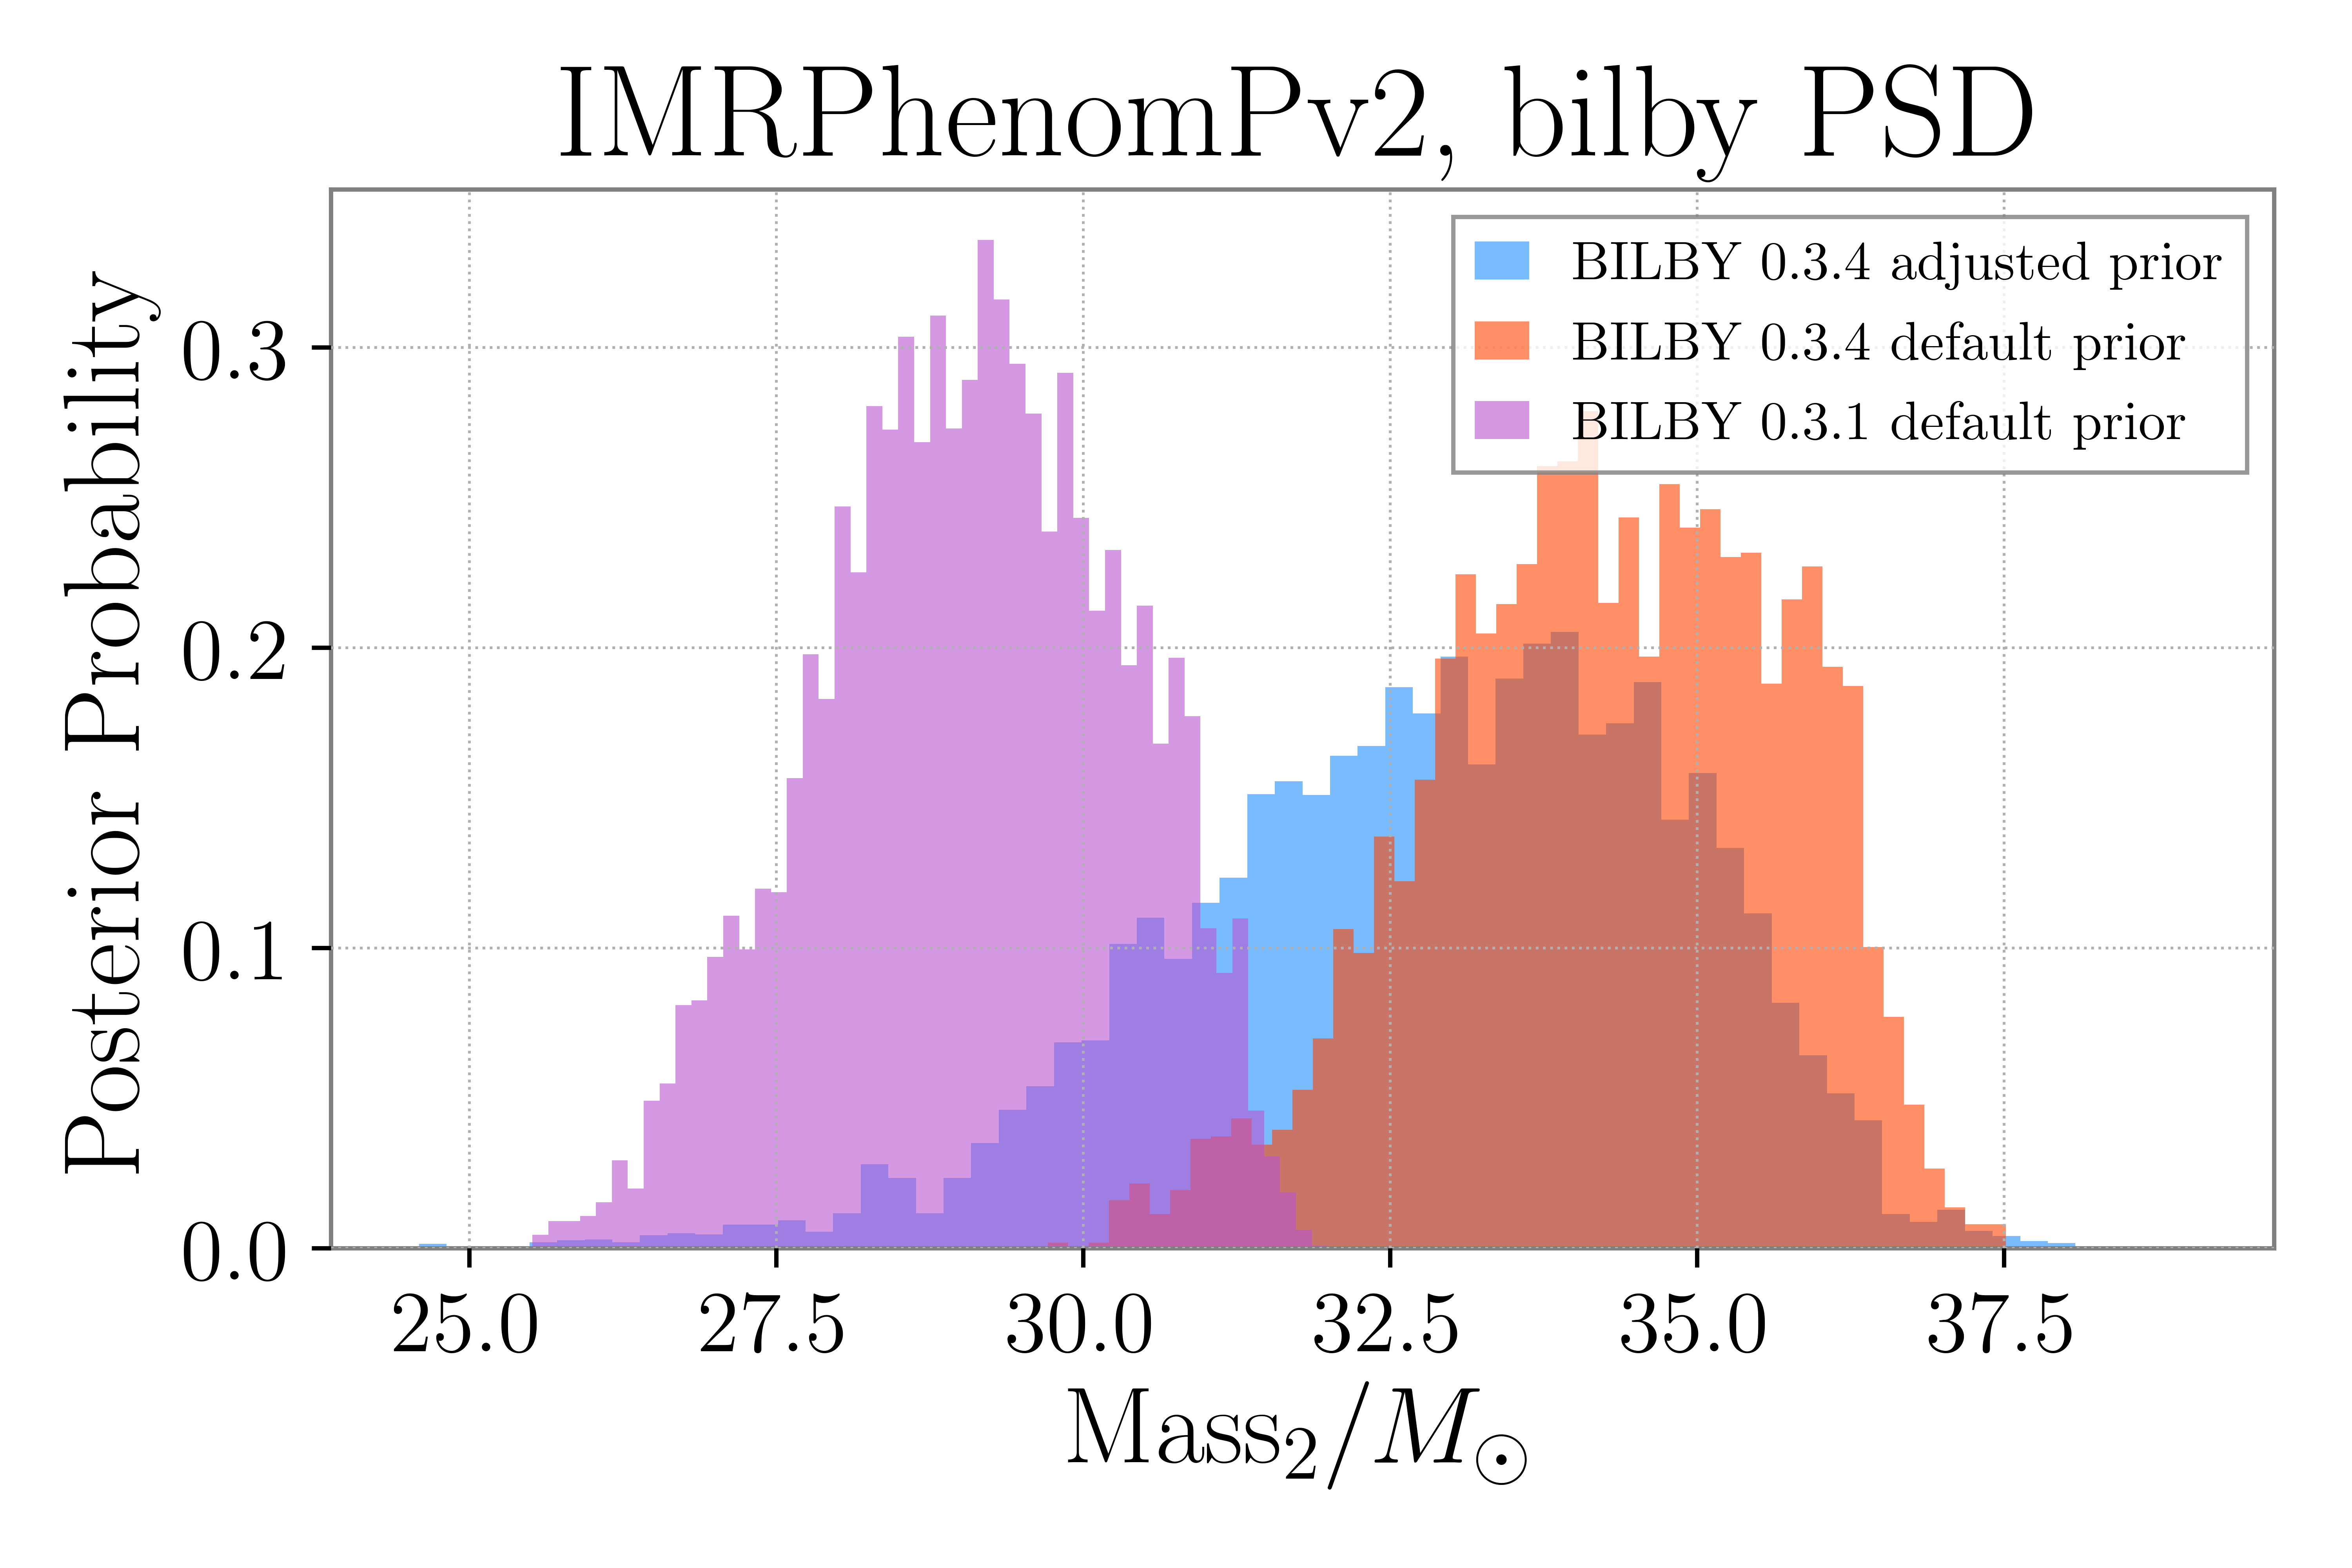 IMRPhenomPv2, bilby PSD
BILBY 0.3.4 adjusted prior
BILBY 0.3.4 default prior
BILBY 0.3.1 default prior
Posterior Probability
0.3
0.2
0.1
0.0
25.0 27.5 30.0 32.5 35.0 37.5
Mass₂/M⊙